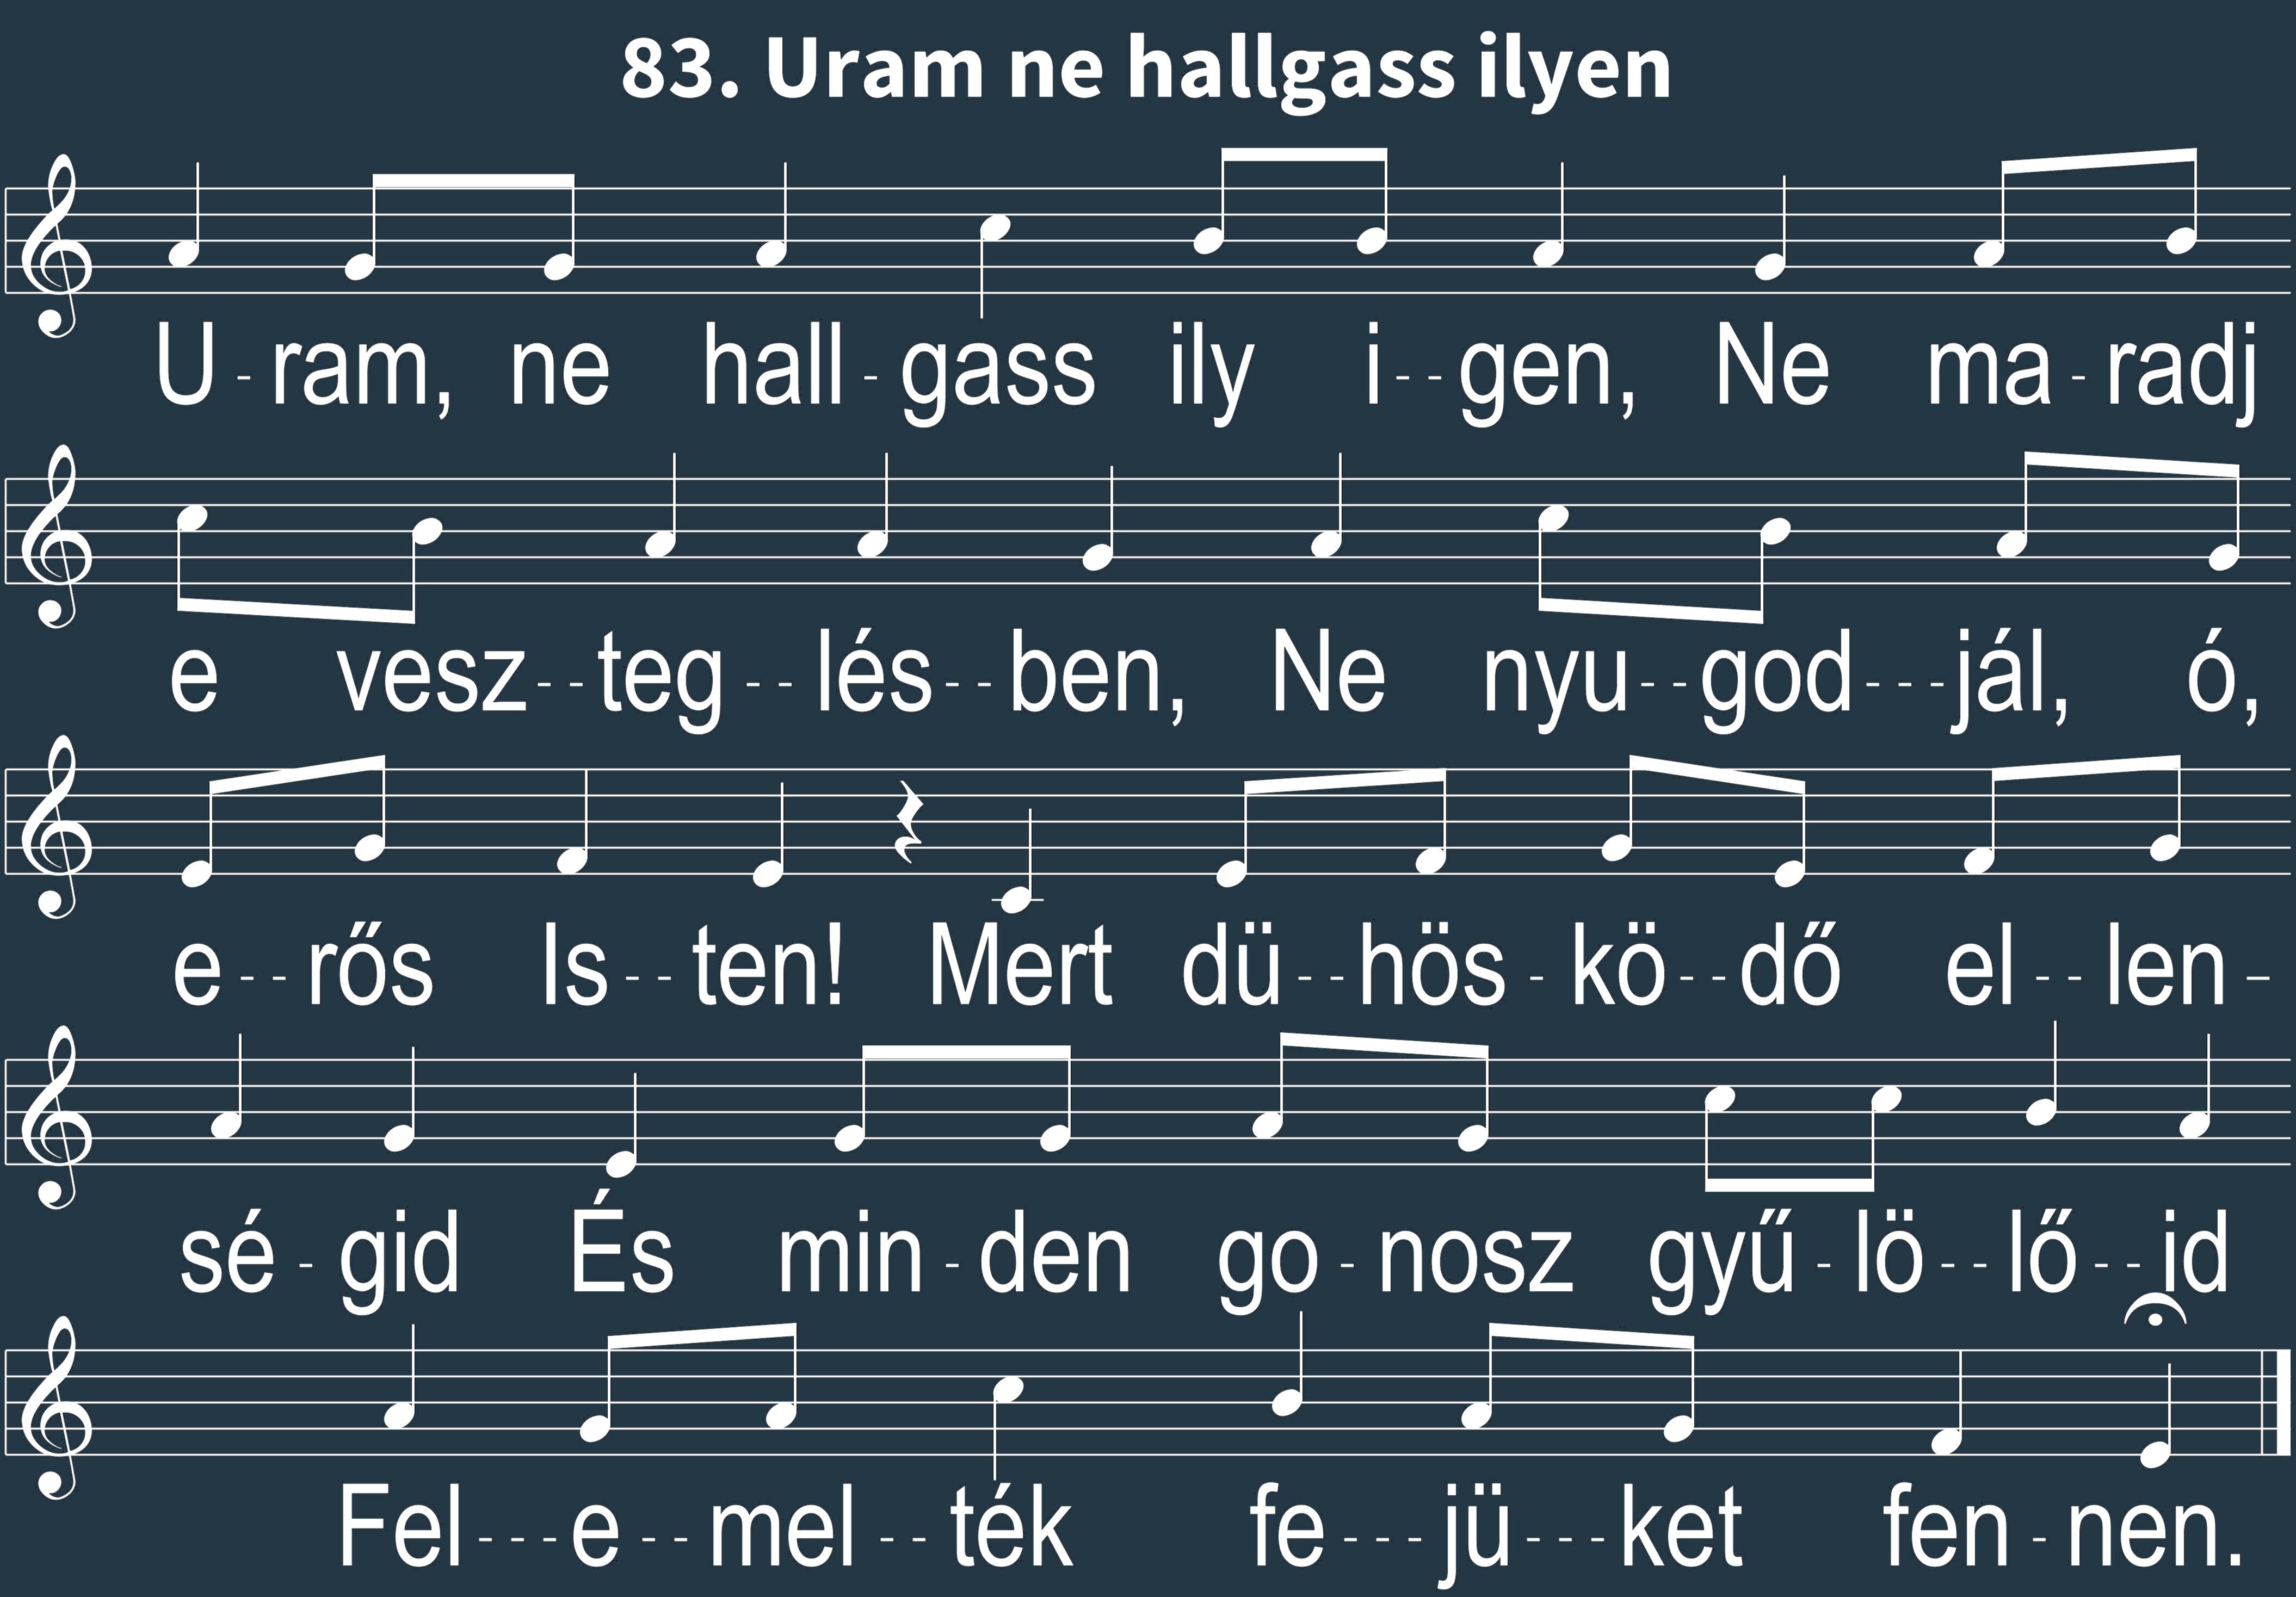 83. Uram ne hallgass ilyen
U-ram, ne hall-gass ily i--gen, Ne ma-radj
e vesz--teg--lés--ben, Ne nyu--god---jál, ó,
e--rős Is--ten! Mert dü--hös-kö--dő el--len-
sé-gid És min-den go-nosz gyű-lö--lő--id
Fel---e--mel--ték fe---jü---ket fen-nen.